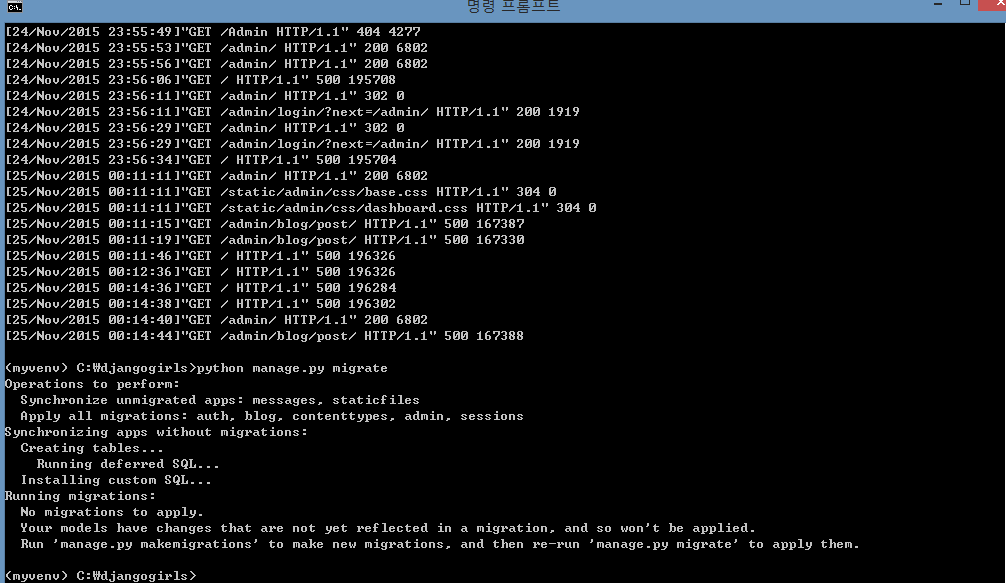 명령 프롬프트
[24/Nov/2015 23:55:49]"GET /Admin HTTP/1.1" 404 4277
[24/Nov/2015 23:55:53]"GET /admin/ HTTP/1.1" 200 6802
[24/Nov/2015 23:55:56]"GET /admin/ HTTP/1.1" 200 6802
[24/Nov/2015 23:56:06]"GET / HTTP/1.1" 500 195708
[24/Nov/2015 23:56:11]"GET /admin/ HTTP/1.1" 302 0
[24/Nov/2015 23:56:11]"GET /admin/login/?next=/admin/ HTTP/1.1" 200 1919
[24/Nov/2015 23:56:29]"GET /admin/ HTTP/1.1" 302 0
[24/Nov/2015 23:56:29]"GET /admin/login/?next=/admin/ HTTP/1.1" 200 1919
[24/Nov/2015 23:56:34]"GET / HTTP/1.1" 500 195704
[25/Nov/2015 00:11:11]"GET /admin/ HTTP/1.1" 200 6802
[25/Nov/2015 00:11:11]"GET /static/admin/css/base.css HTTP/1.1" 304 0
[25/Nov/2015 00:11:11]"GET /static/admin/css/dashboard.css HTTP/1.1" 304 0
[25/Nov/2015 00:11:15]"GET /admin/blog/post/ HTTP/1.1" 500 167387
[25/Nov/2015 00:11:19]"GET /admin/blog/post/ HTTP/1.1" 500 167330
[25/Nov/2015 00:11:46]"GET / HTTP/1.1" 500 196326
[25/Nov/2015 00:12:36]"GET / HTTP/1.1" 500 196326
[25/Nov/2015 00:14:36]"GET / HTTP/1.1" 500 196284
[25/Nov/2015 00:14:38]"GET / HTTP/1.1" 500 196302
[25/Nov/2015 00:14:40]"GET /admin/ HTTP/1.1" 200 6802
[25/Nov/2015 00:14:44]"GET /admin/blog/post/ HTTP/1.1" 500 167388
(myvenv) C:₩djangogirls>python manage.py migrate
Operations to perform:
Synchronize unmigrated apps: messages, staticfiles
Apply all migrations: auth, blog, contenttypes, admin, sessions
Synchronizing apps without migrations:
Creating tables...
Running deferred SQL...
Installing custom SQL...
Running migrations:
No migrations to apply.
Your models have changes that are not yet reflected in a migration, and so won't be applied.
Run 'manage.py makemigrations' to make new migrations, and then re-run 'manage.py migrate' to apply them.
(myvenv) C:₩djangogirls>